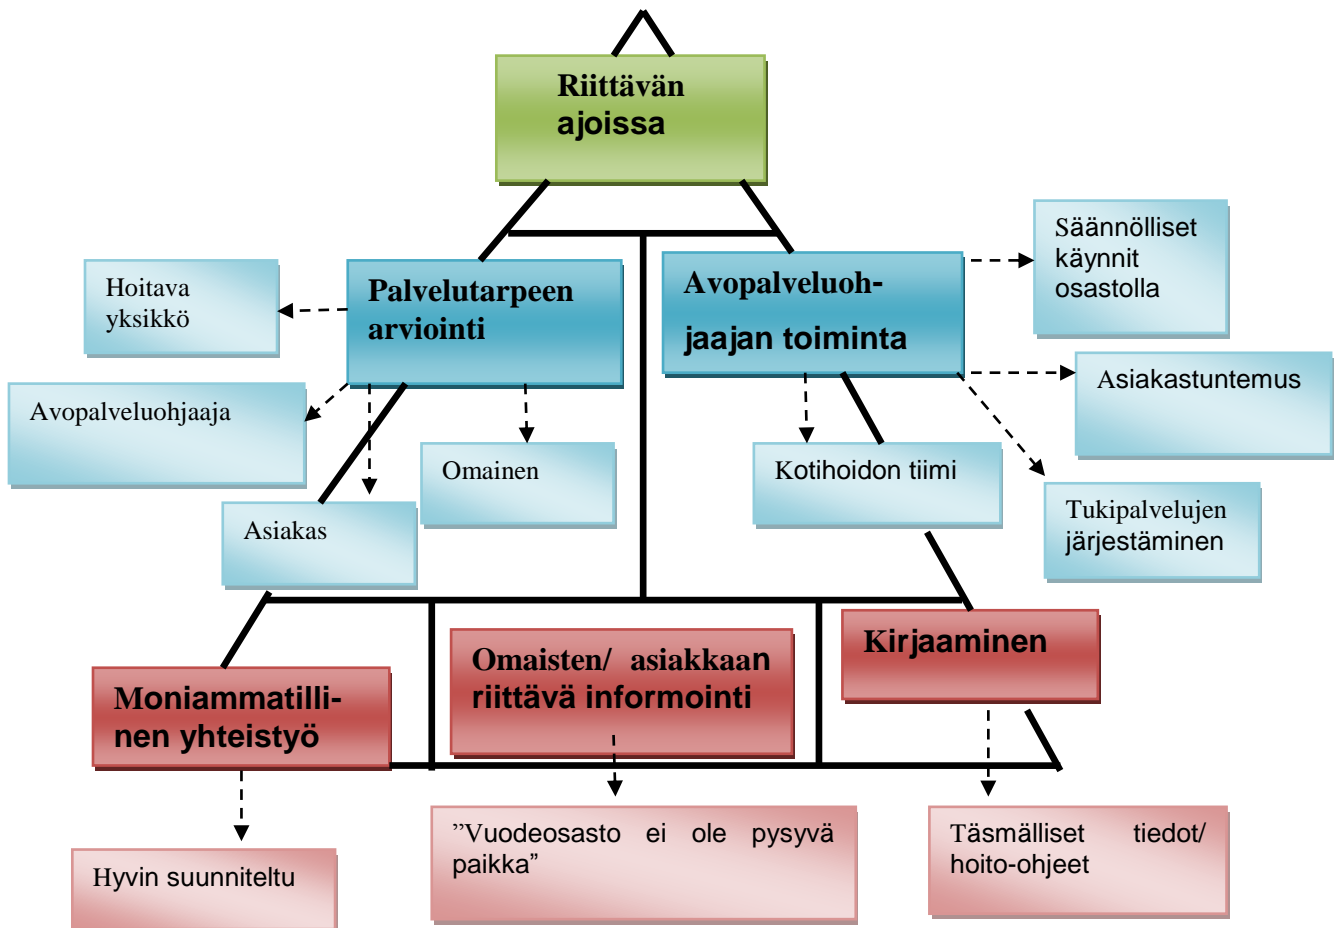 Riittävän
ajoissa
Säännölliset
käynnit
osastolla
Hoitava
yksikkö
Palvelutarpeen
arviointi
Avopalveluoh-
jaajan toiminta
Asiakastuntemus
Avopalveluohjaaja
Omainen
Kotihoidon tiimi
Asiakas
Tukipalvelujen
järjestäminen
Moniammatilli-
nen yhteistyö
Omaisten/ asiakkaan
riittävä informointi
Kirjaaminen
Hyvin suunniteltu
”Vuodeosasto ei ole pysyvä
paikka”
Täsmälliset tiedot/
hoito-ohjeet